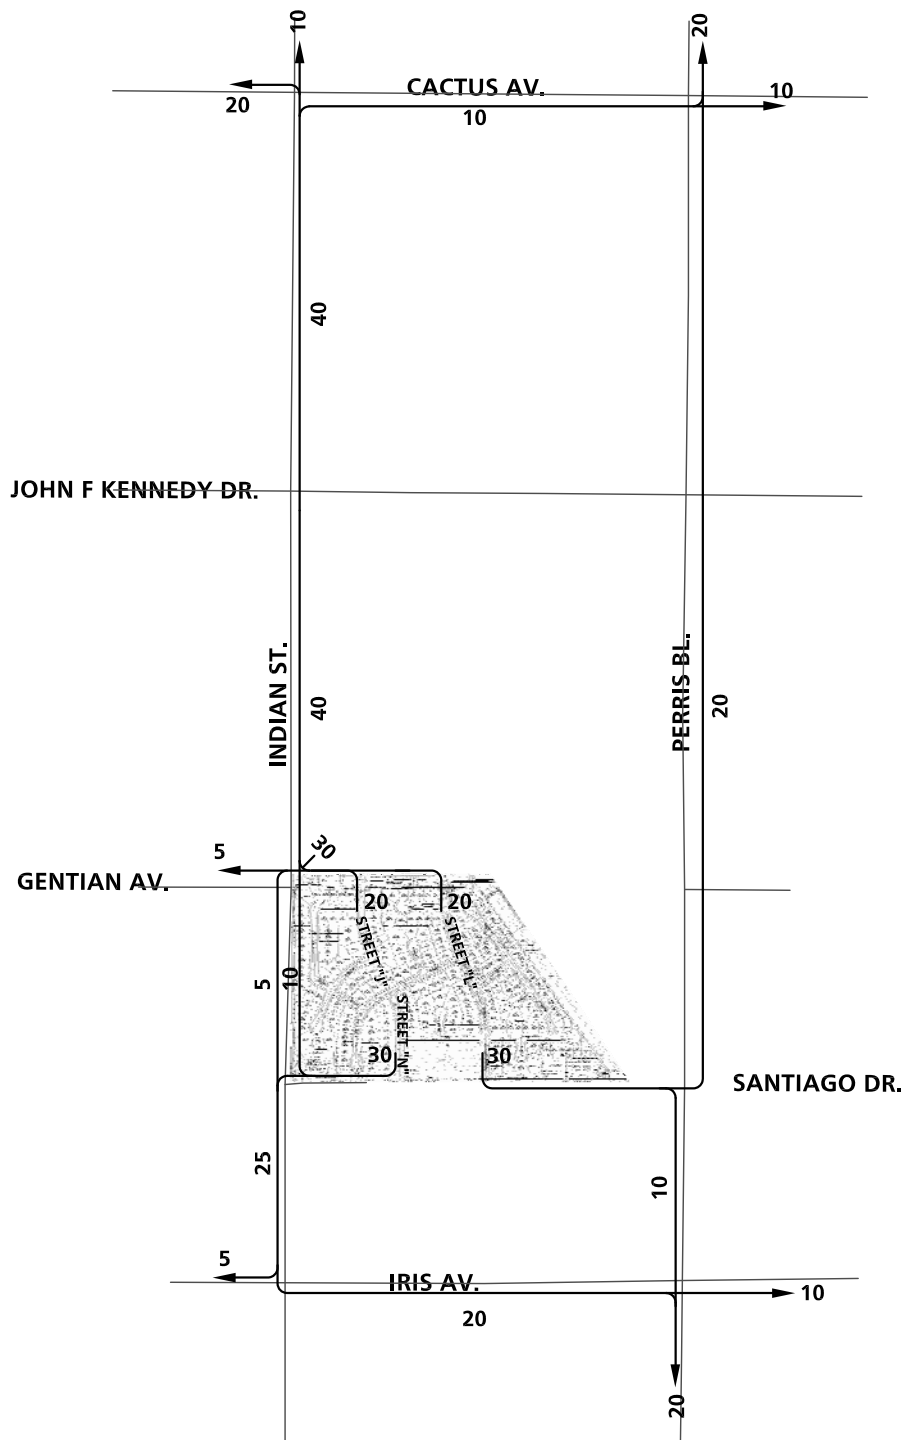 10
20
CACTUS AV.
10
20
10
40
JOHN F KENNEDY DR.
INDIAN ST.
40
PERRIS BL.
20
30
5
GENTIAN AV.
20
20
STREET "J"
STREET "L"
5
10
STREET "N"
30
30
SANTIAGO DR.
25
10
5
IRIS AV.
10
20
20